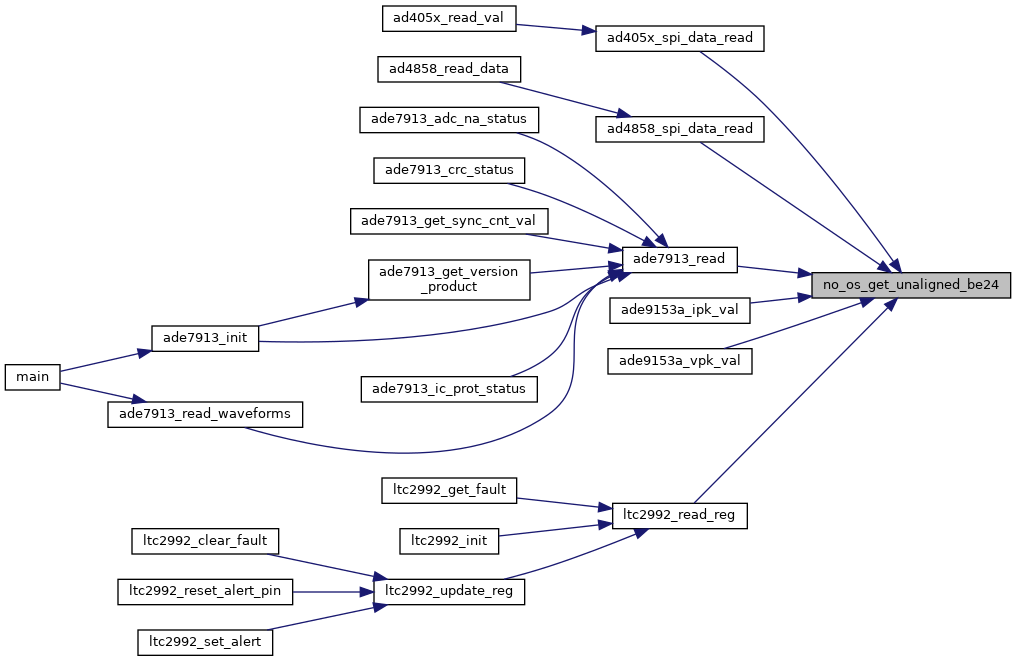 ad405x_read_val
ad405x_spi_data_read
ad4858_read_data
ade7913_adc_na_status
ad4858_spi_data_read
ade7913_crc_status
ade7913_get_sync_cnt_val
ade7913_read
ade7913_get_version
_product
no_os_get_unaligned_be24
ade9153a_ipk_val
ade7913_init
ade9153a_vpk_val
main
ade7913_ic_prot_status
ade7913_read_waveforms
ltc2992_get_fault
ltc2992_read_reg
ltc2992_init
ltc2992_clear_fault
ltc2992_reset_alert_pin
ltc2992_update_reg
ltc2992_set_alert